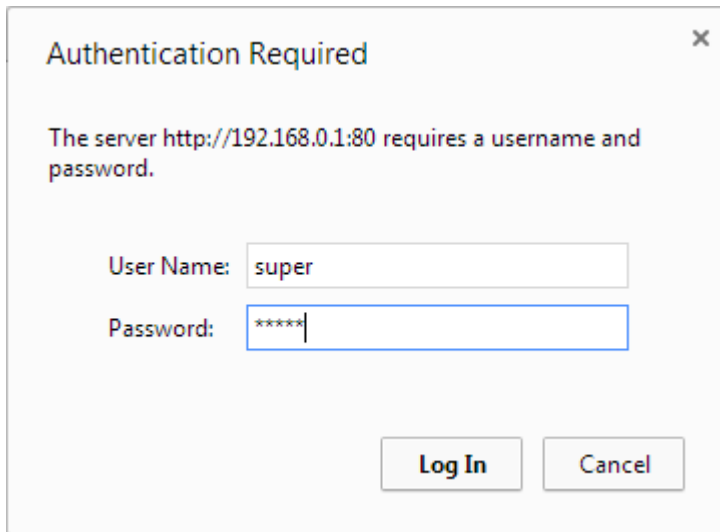 Authentication Required
The server http://192.168.0.1:80 requires a username and
password.
User Name: super
Password: *****
Log In Cancel